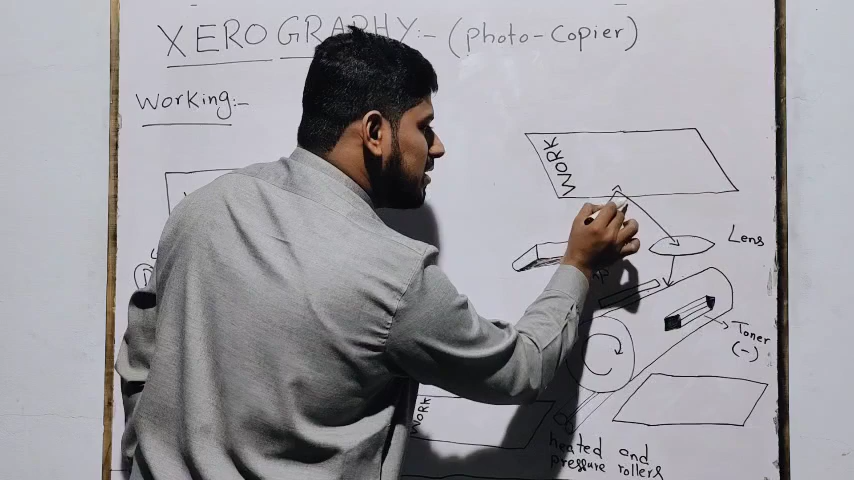 XEROGRAPHY:- (Photo-Copier)
Working:-
WORK
Lens
Toner
(-)
WORK
heated and
pressure rollers